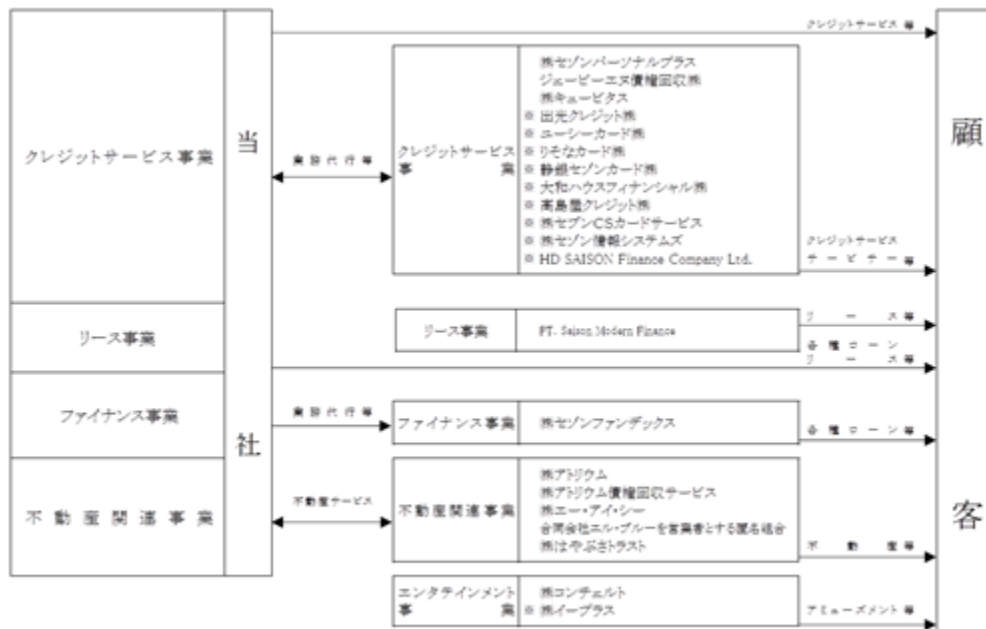 クレジットサービス事業
リース事業
ファイナンス事業
不動産関連事業
当
社
クレジットサービス等
業務代行等
クレジットサービス
事業
㈱セゾンパーソナルプラス
ジェーピーエヌ債権回収㈱
㈱キュービタス
※ 出光クレジット㈱
※ ユーシーカード㈱
※ りそなカード㈱
※ 静銀セゾンカード㈱
※ 大和ハウスフィナンシャル㈱
※ 高島屋クレジット㈱
※ ㈱セブンCSカードサービス
※ ㈱セゾン情報システムズ
※ HD SAISON Finance Company Ltd.
クレジットサービス
サービサー等
リース事業
PT. Saison Modern Finance
リース等
各種ローン
リース等
業務代行等
ファイナンス事業
㈱セゾンファンデックス
各種ローン等
不動産サービス
不動産関連事業
㈱アトリウム
㈱アトリウム債権回収サービス
㈱エー・アイ・シー
合同会社エル・ブルーを営業者とする匿名組合
㈱はやぶさトラスト
不動産等
エンタテインメント
事業
㈱コンチェルト
※ ㈱イープラス
アミューズメント等
顧
客